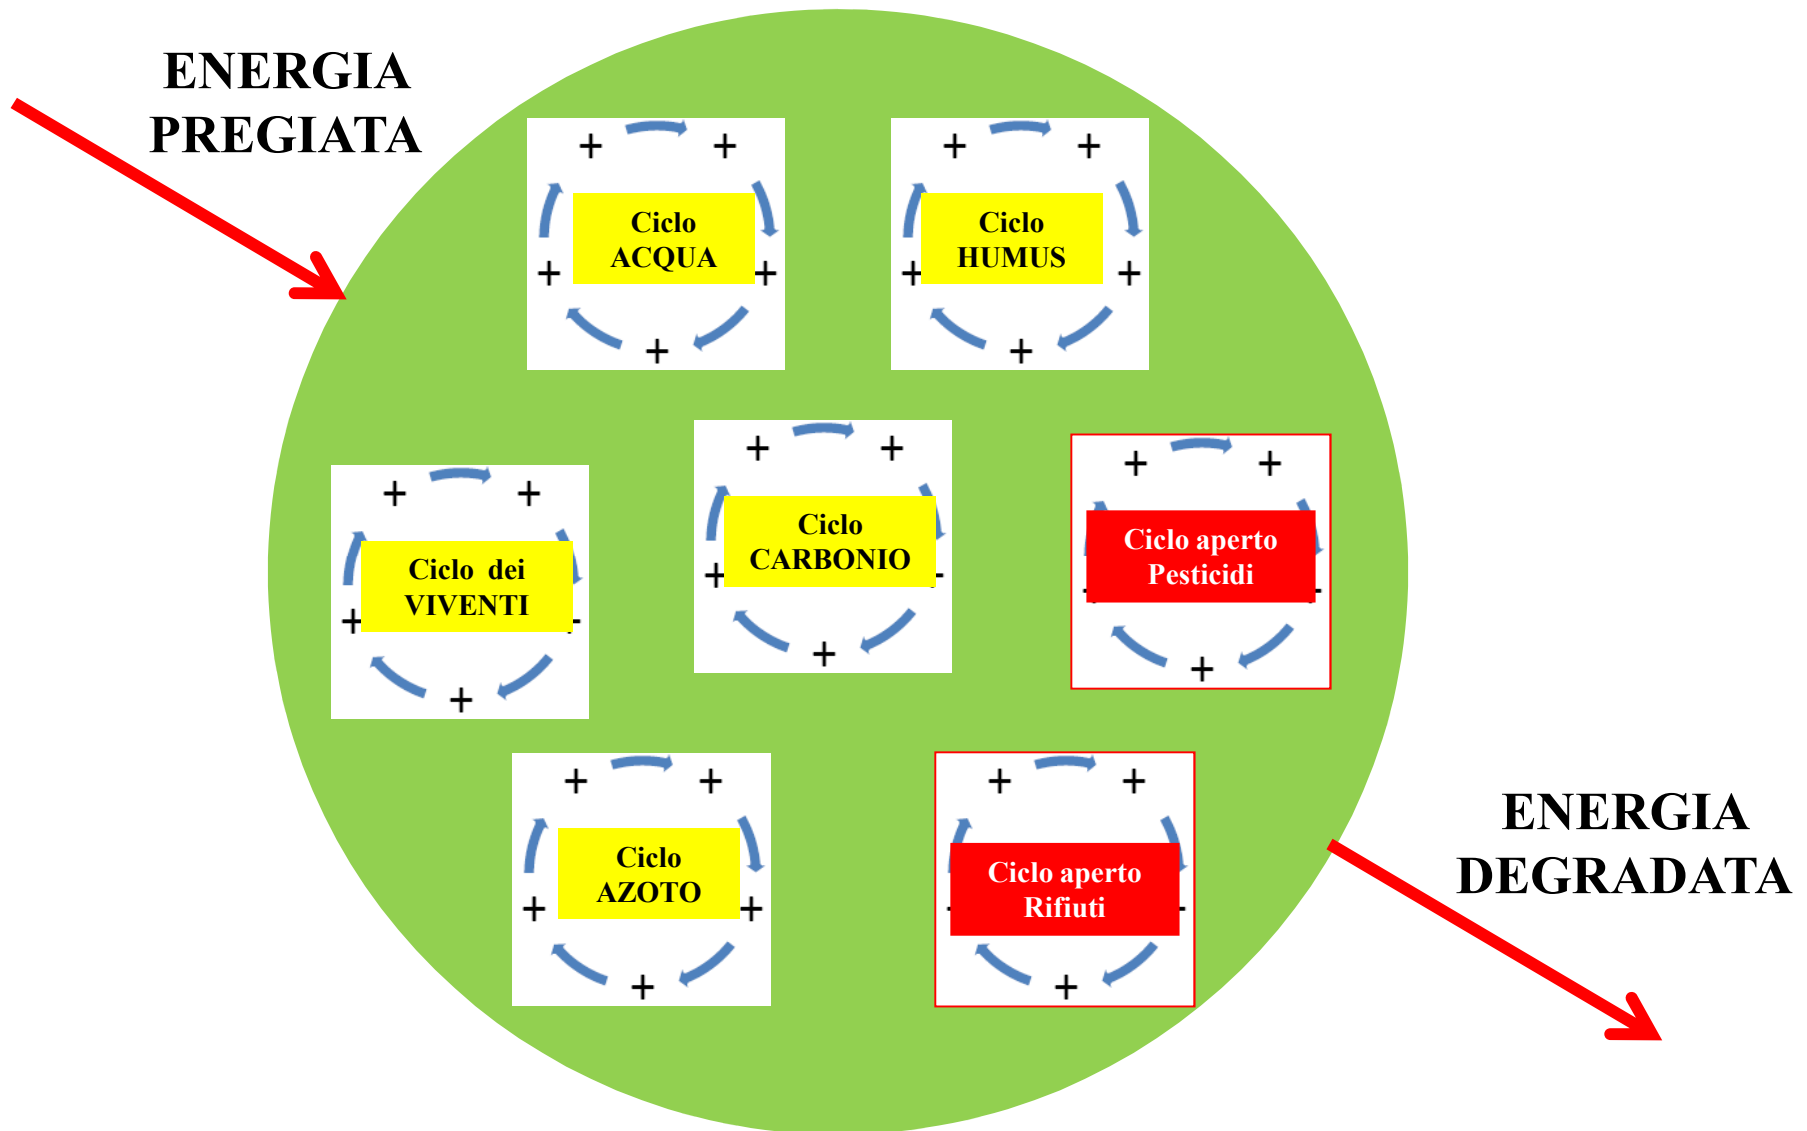 ENERGIA
PREGIATA
+ +
Ciclo
ACQUA
+ +
+
+ +
Ciclo
HUMUS
+ +
+
+ +
Ciclo dei
VIVENTI
+ +
+
+ +
Ciclo
CARBONIO
+ +
+
+ +
Ciclo aperto
Pesticidi
+
+ +
Ciclo
AZOTO
+ +
+
+ +
Ciclo aperto
Rifiuti
+
ENERGIA
DEGRADATA